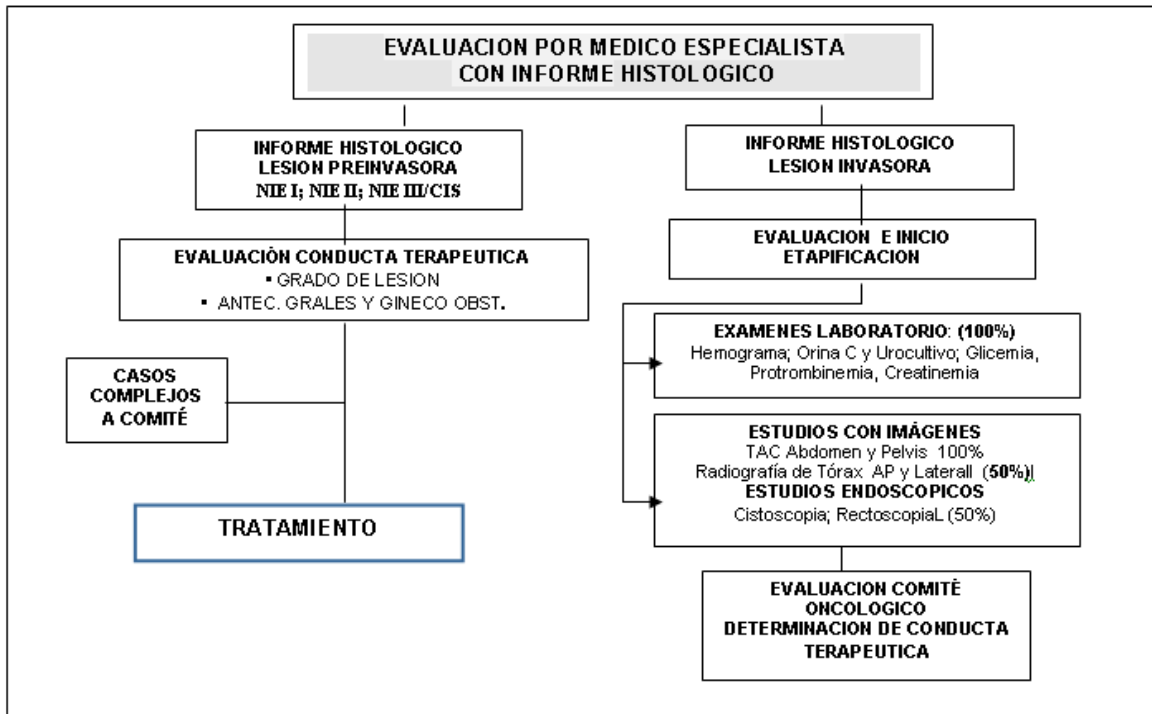 EVALUACION POR MEDICO ESPECIALISTA
CON INFORME HISTOLOGICO
INFORME HISTOLOGICO
LESION PREINVASORA
NIE I; NIE II; NIE III/CIS
EVALUACIÓN CONDUCTA TERAPEUTICA
▪ GRADO DE LESION
▪ ANTEC. GRALES Y GINECO OBST.
CASOS
COMPLEJOS
A COMITÉ
TRATAMIENTO
INFORME HISTOLOGICO
LESION INVASORA
EVALUACION E INICIO
ETAPIFICACION
EXAMENES LABORATORIO: (100%)
Hemograma; Orina C y Urocultivo; Glicemia,
Protrombinemia, Creatinemia
ESTUDIOS CON IMÁGENES
TAC Abdomen y Pelvis 100%
Radiografía de Tórax AP y Laterall (50%)|
ESTUDIOS ENDOSCOPICOS
Cistoscopia; RectoscopiaL (50%)
EVALUACION COMITÉ
ONCOLOGICO
DETERMINACION DE CONDUCTA
TERAPEUTICA